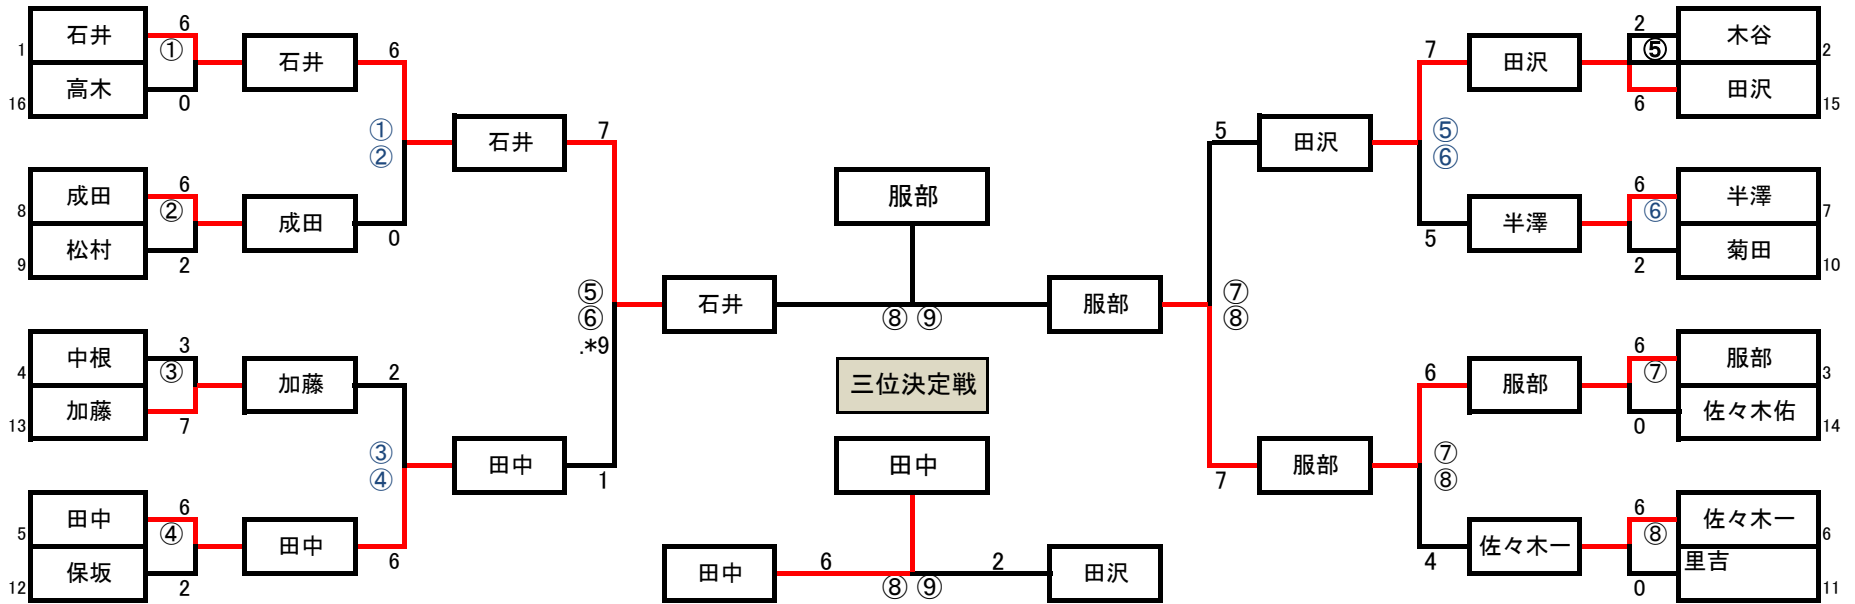 1 石井 6
① 石井 6
16 高木 0
① ②
石井 7
8 成田 6
② 成田 0
9 松村 2
⑤ ⑥
.*9
石井
4 中根 3
③ 加藤 2
13 加藤 7
③ ④
田中 1
5 田中 6
④ 田中 6
12 保坂 2
服部
⑧ ⑨
三位決定戦
田中
田中 6 ⑧ ⑨ 2 田沢
2 木谷 2
7 田沢 ⑤
6 田沢 15
⑤ ⑥
5 田沢
6 半澤 7
5 半澤 ⑥
2 菊田 10
服部
⑦ ⑧
6 服部 3
6 服部 ⑦
0 佐々木佑 14
⑦ ⑧
7 服部
6 佐々木一 6
4 佐々木一 ⑧
0 里吉 11